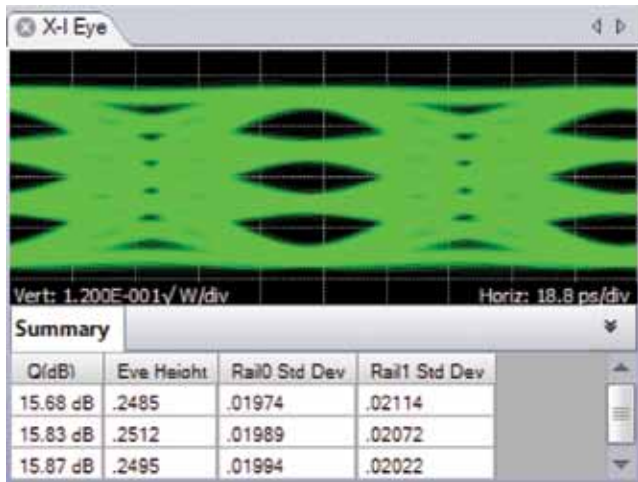 X-I Eye
Vert: 1.200E-001√ W/div Horiz: 18.8 ps/div
Summary
Q(dB) Eye Height Rail0 Std Dev Rail1 Std Dev
15.68 dB .2485 .01974 .02114
15.83 dB .2512 .01989 .02072
15.87 dB .2495 .01994 .02022